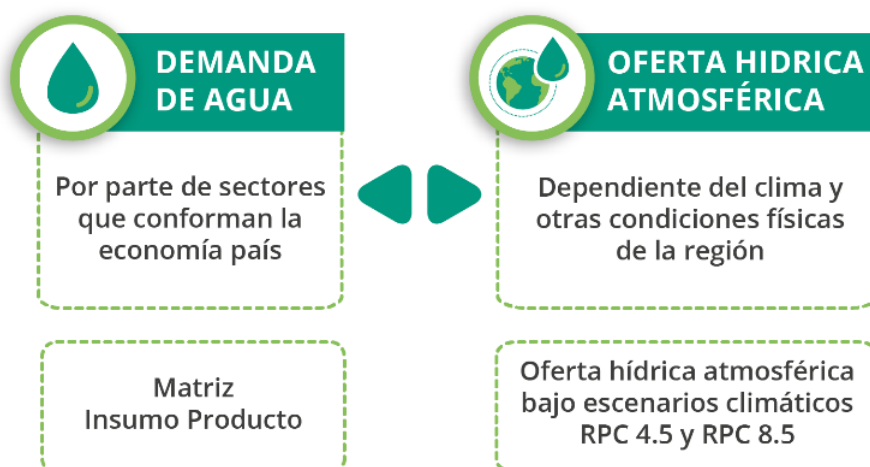 DEMANDA
DE AGUA
Por parte de sectores
que conforman la
economía país
Matriz
Insumo Producto
OFERTA HIDRICA
ATMOSFÉRICA
Dependiente del clima y
otras condiciones físicas
de la región
Oferta hídrica atmosférica
bajo escenarios climáticos
RPC 4.5 y RPC 8.5